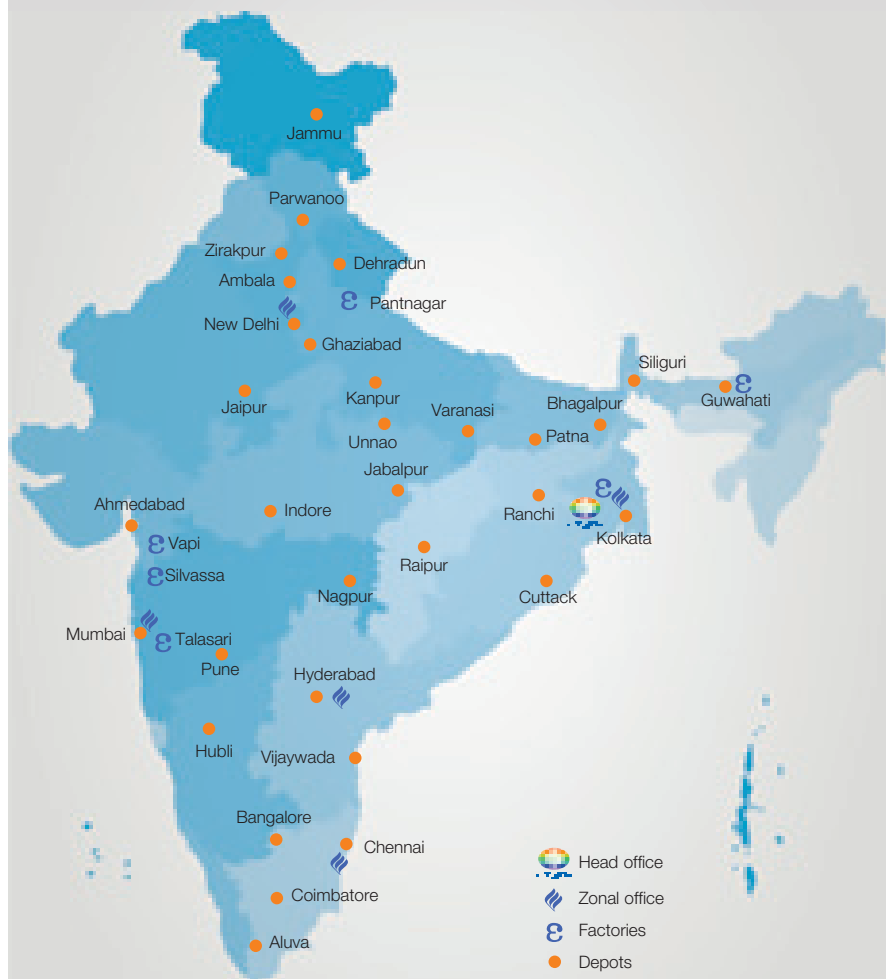 Jammu
Parwanoo
Zirakpur
Dehradun
Ambala
Pantnagar
New Delhi
Ghaziabad
Siliguri
Jaipur
Kanpur
Guwahati
Varanasi
Bhagalpur
Unnao
Patna
Jabalpur
Ahmedabad
Indore
Ranchi
Vapi
Kolkata
Raipur
Silvassa
Nagpur
Cuttack
Mumbai
Talasari
Pune
Hyderabad
Hubli
Vijaywada
Bangalore
Chennai
Coimbatore
Aluva
Head office
Zonal office
Factories
Depots